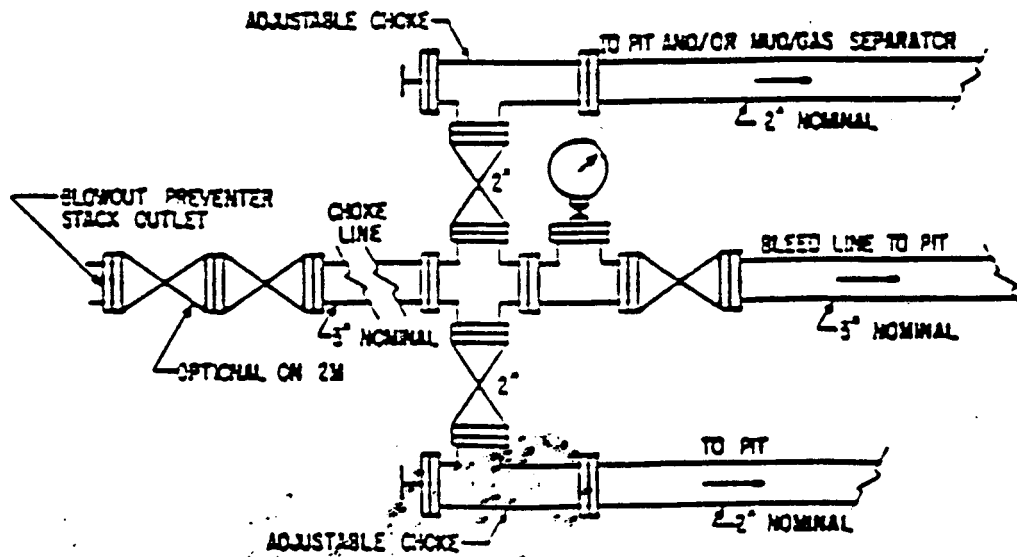 ADJUSTABLE CHOKE
TO PIT AND/OR MUD/GAS SEPARATOR
2" NOMINAL
2"
BLOWOUT PREVENTER
STACK OUTLET
CHOKE
LINE
BLEED LINE TO PIT
3" NOMINAL
3" NOMINAL
OPTIONAL ON 2M
2"
TO PIT
2" NOMINAL
ADJUSTABLE CHOKE